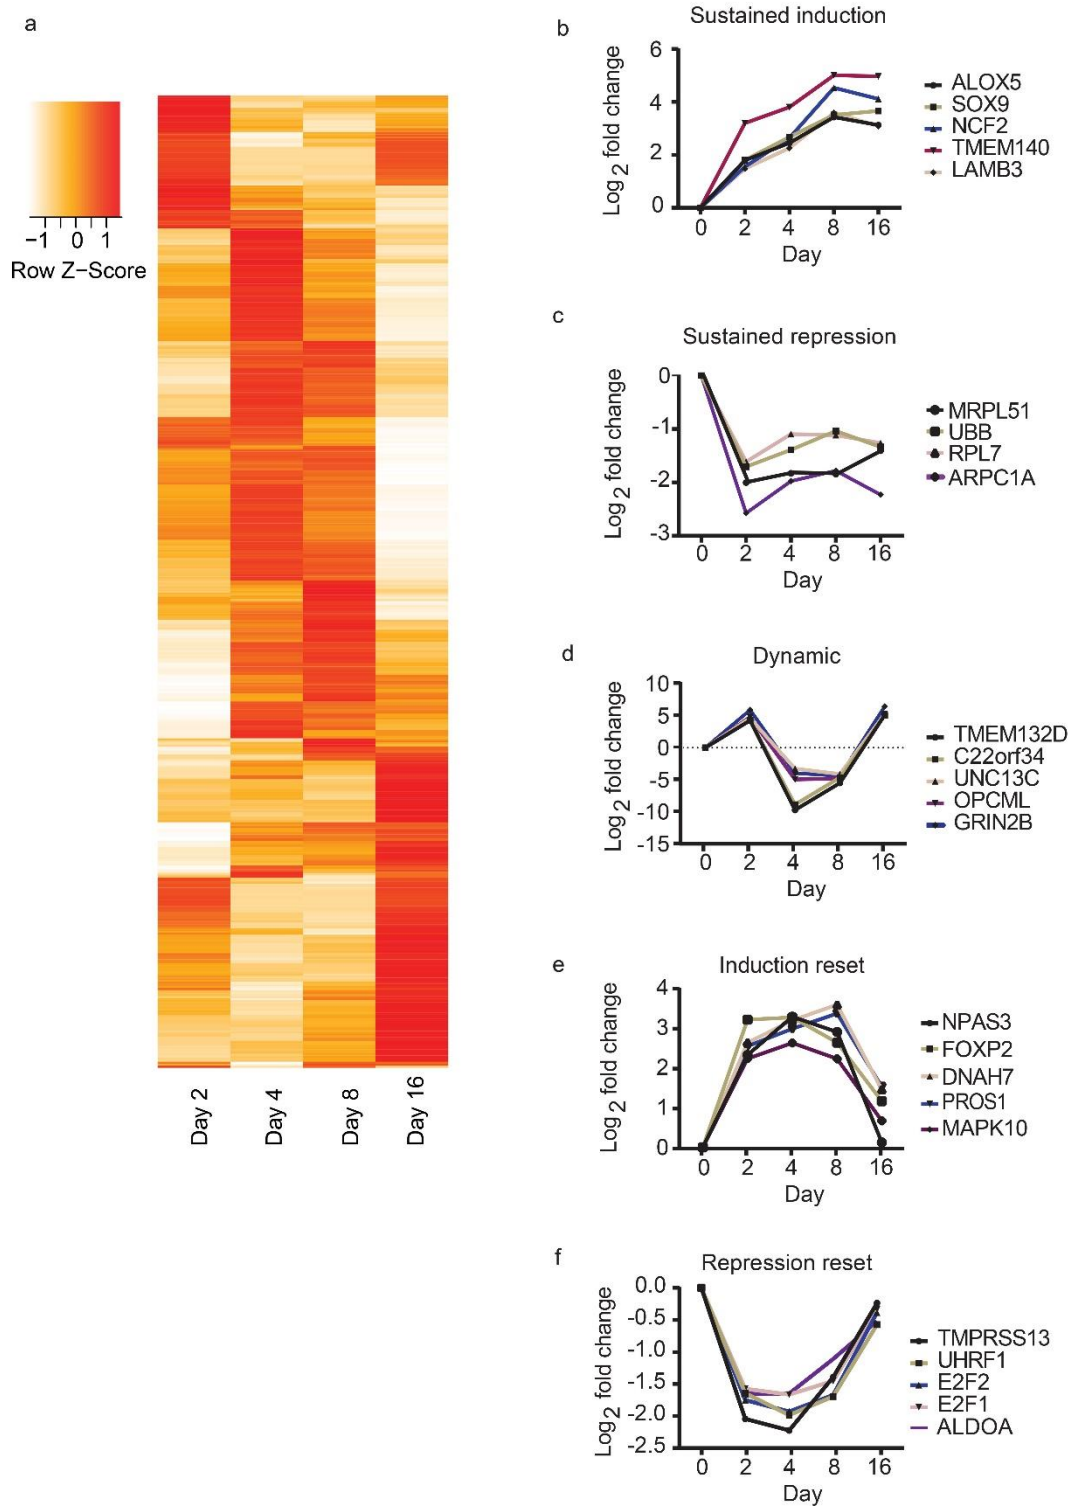 a
−1 0 1
Row Z−Score
Day 2
Day 4
Day 8
Day 16
b
Sustained induction
Log2 fold change
6
4
2
0
0 2 4 8 16
Day
ALOX5
SOX9
NCF2
TMEM140
LAMB3
c
Sustained repression
Log2 fold change
0
-1
-2
-3
0 2 4 8 16
Day
MRPL51
UBB
RPL7
ARPC1A
d
Dynamic
Log2 fold change
10
5
0
-5
-10
-15
0 2 4 8 16
Day
TMEM132D
C22orf34
UNC13C
OPCML
GRIN2B
e
Induction reset
Log2 fold change
4
3
2
1
0
0 2 4 8 16
Day
NPAS3
FOXP2
DNAH7
PROS1
MAPK10
f
Repression reset
Log2 fold change
0.0
-0.5
-1.0
-1.5
-2.0
-2.5
0 2 4 8 16
Day
TMPRSS13
UHRF1
E2F2
E2F1
ALDOA